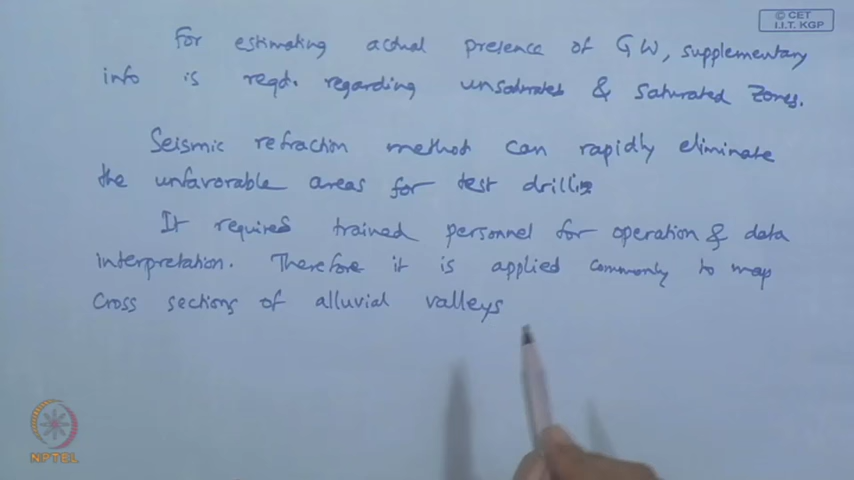 © CET
I.I.T. KGP
For estimating actual presence of GW, supplementary
info is reqd. regarding unsaturated & saturated zones.
Seismic refraction method can rapidly eliminate
the unfavorable areas for test drilling
It requires trained personnel for operation & data
interpretation. Therefore it is applied commonly to map
cross sections of alluvial valleys
NPTEL